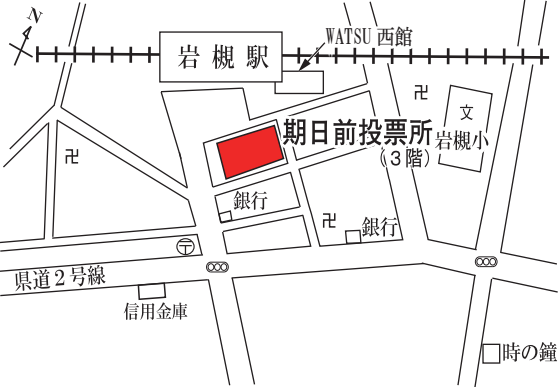 N
WATSU 西館
岩槻駅
文
期日前投票所
(3階)
岩槻小
銀行
銀行
県道2号線
信用金庫
時の鐘